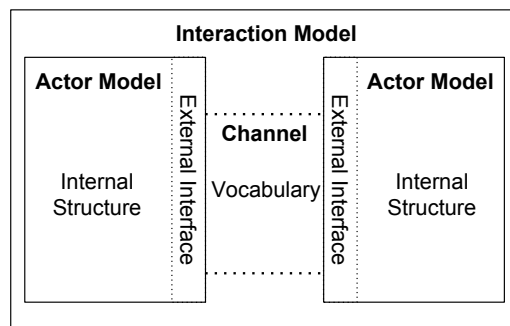 Interaction Model
Actor Model
External Interface
Internal
Structure
Channel
Vocabulary
External Interface
Actor Model
Internal
Structure